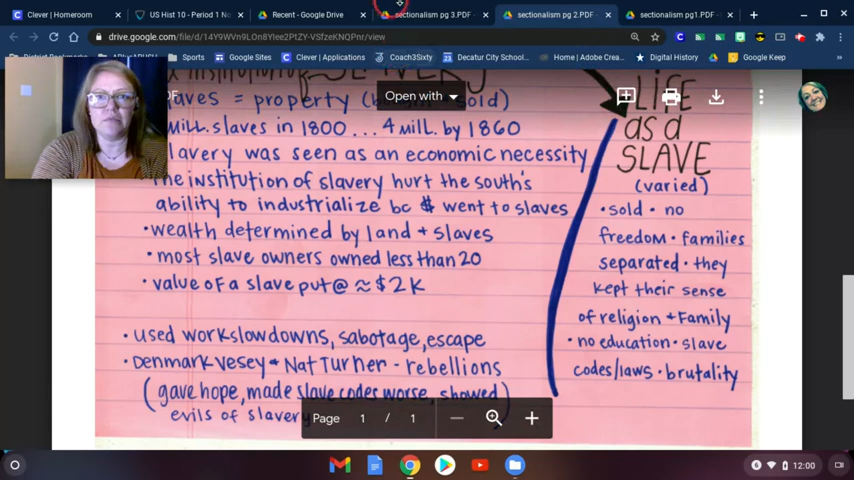 Clever | Homeroom
US Hist 10 - Period 1 No
Recent - Google Drive
sectionalism pg 3.PDF -
sectionalism pg 2.PDF -
sectionalism pg1.PDF -
drive.google.com/file/d/14Y9WVn9LOn8Ylee2PtZY-VSfzeKNQPnr/view
Sports
Google Sites
Clever | Applications
Coach3Sixty
Decatur City School...
Home | Adobe Crea...
Digital History
Google Keep
Open with
slaves = property (bought sold)
mill. slaves in 1800 ... 4 mill. by 1860
slavery was seen as an economic necessity
the institution of slavery hurt the south's
ability to industrialize bc $ went to slaves
• wealth determined by land + slaves
• most slave owners owned less than 20
• value of a slave put @ ≈ $2K
• used workslowdowns, sabotage, escape
• Denmark Vesey + Nat Turner - rebellions
(gave hope, made slave codes worse, showed)
evils of slavery
LIFE
as a
SLAVE
(varied)
• sold • no
freedom • families
separated • they
kept their sense
of religion + Family
• no education • slave
codes/laws • brutality
Page 1 / 1
6
12:00